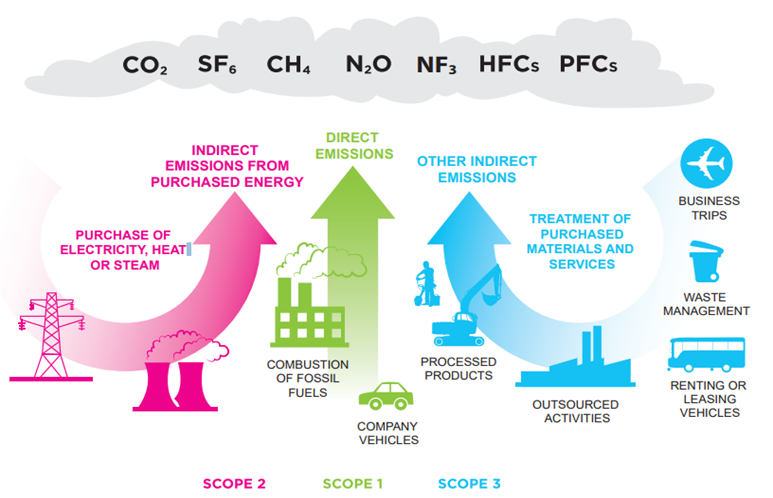 CO₂ SF₆ CH₄ N₂O NF₃ HFCs PFCs
INDIRECT
EMISSIONS FROM
PURCHASED ENERGY
DIRECT
EMISSIONS
OTHER INDIRECT
EMISSIONS
PURCHASE OF
ELECTRICITY, HEAT
OR STEAM
TREATMENT OF
PURCHASED
MATERIALS AND
SERVICES
BUSINESS
TRIPS
WASTE
MANAGEMENT
COMBUSTION
OF FOSSIL
FUELS
PROCESSED
PRODUCTS
RENTING OR
LEASING
VEHICLES
OUTSOURCED
ACTIVITIES
COMPANY
VEHICLES
SCOPE 2 SCOPE 1 SCOPE 3